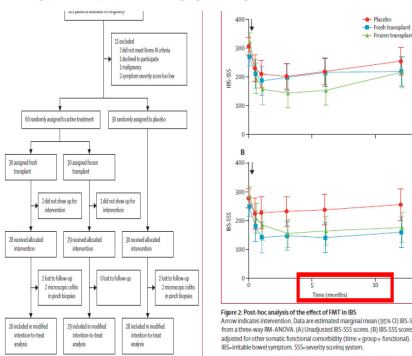 11 excluded
2 did not meet Rome III criteria
1 declined to participate
1 malignancy
2 symptom severity score too low
60 randomly assigned to active treatment
30 randomly assigned to placebo
30 assigned fresh
transplant
30 assigned frozen
transplant
2 did not show up for
intervention
1 did not show up for
intervention
28 received allocated
intervention
29 received allocated
intervention
30 received allocated
intervention
2 lost to follow-up
2 microscopic colitis
in pinch biopsies
0 lost to follow-up
2 lost to follow-up
2 microscopic colitis
in pinch biopsies
26 included in modified
intention-to-treat
analysis
29 included in modified
intention-to-treat
analysis
28 included in modified
intention-to-treat
analysis
Placebo
Fresh transplant
Frozen transplant
IBS-SSS
400
300
200
100
0
B
IBS-SSS
400
300
200
100
0
0
5
10
Time (months)
Figure 2: Post-hoc analysis of the effect of FMT in IBS
Arrow indicates intervention. Data are estimated marginal mean (95% CI) IBS-S
from a three-way RM-ANOVA. (A) Unadjusted IBS-SSS scores. (B) IBS-SSS score
adjusted for other somatic functional comorbidity (time × group × functional).
IBS=irritable bowel symptom. SSS=severity scoring system.